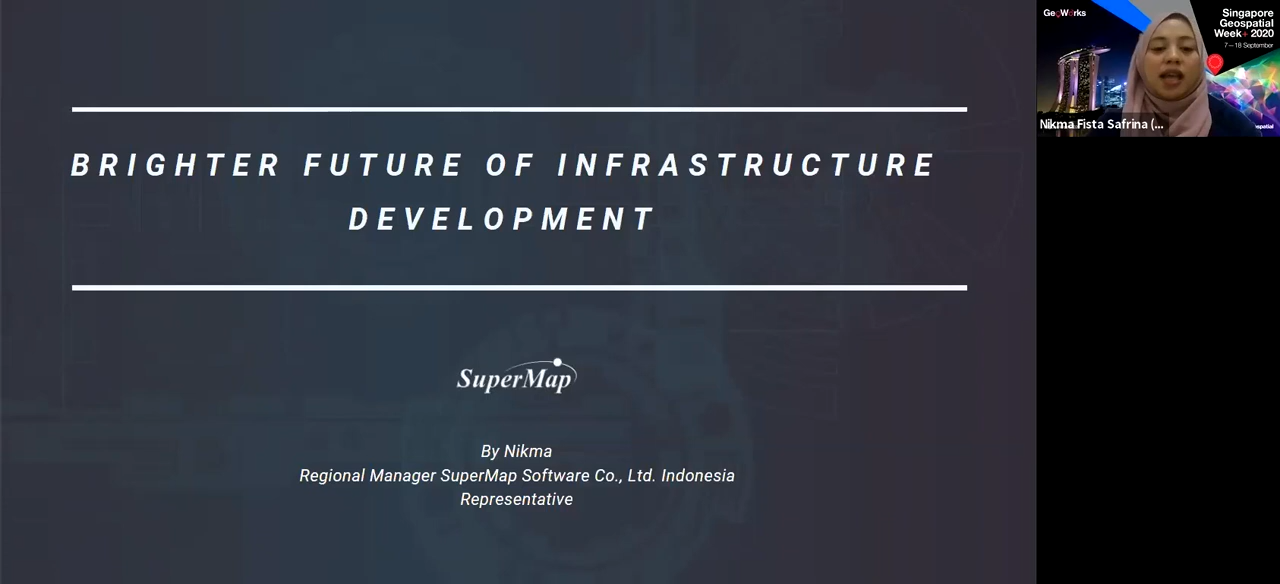 BRIGHTER FUTURE OF INFRASTRUCTURE
DEVELOPMENT
SuperMap
By Nikma
Regional Manager SuperMap Software Co., Ltd. Indonesia
Representative
GeoWorks
Singapore
Geospatial
Week+ 2020
7 — 18 September
Nikma Fista Safrina (...